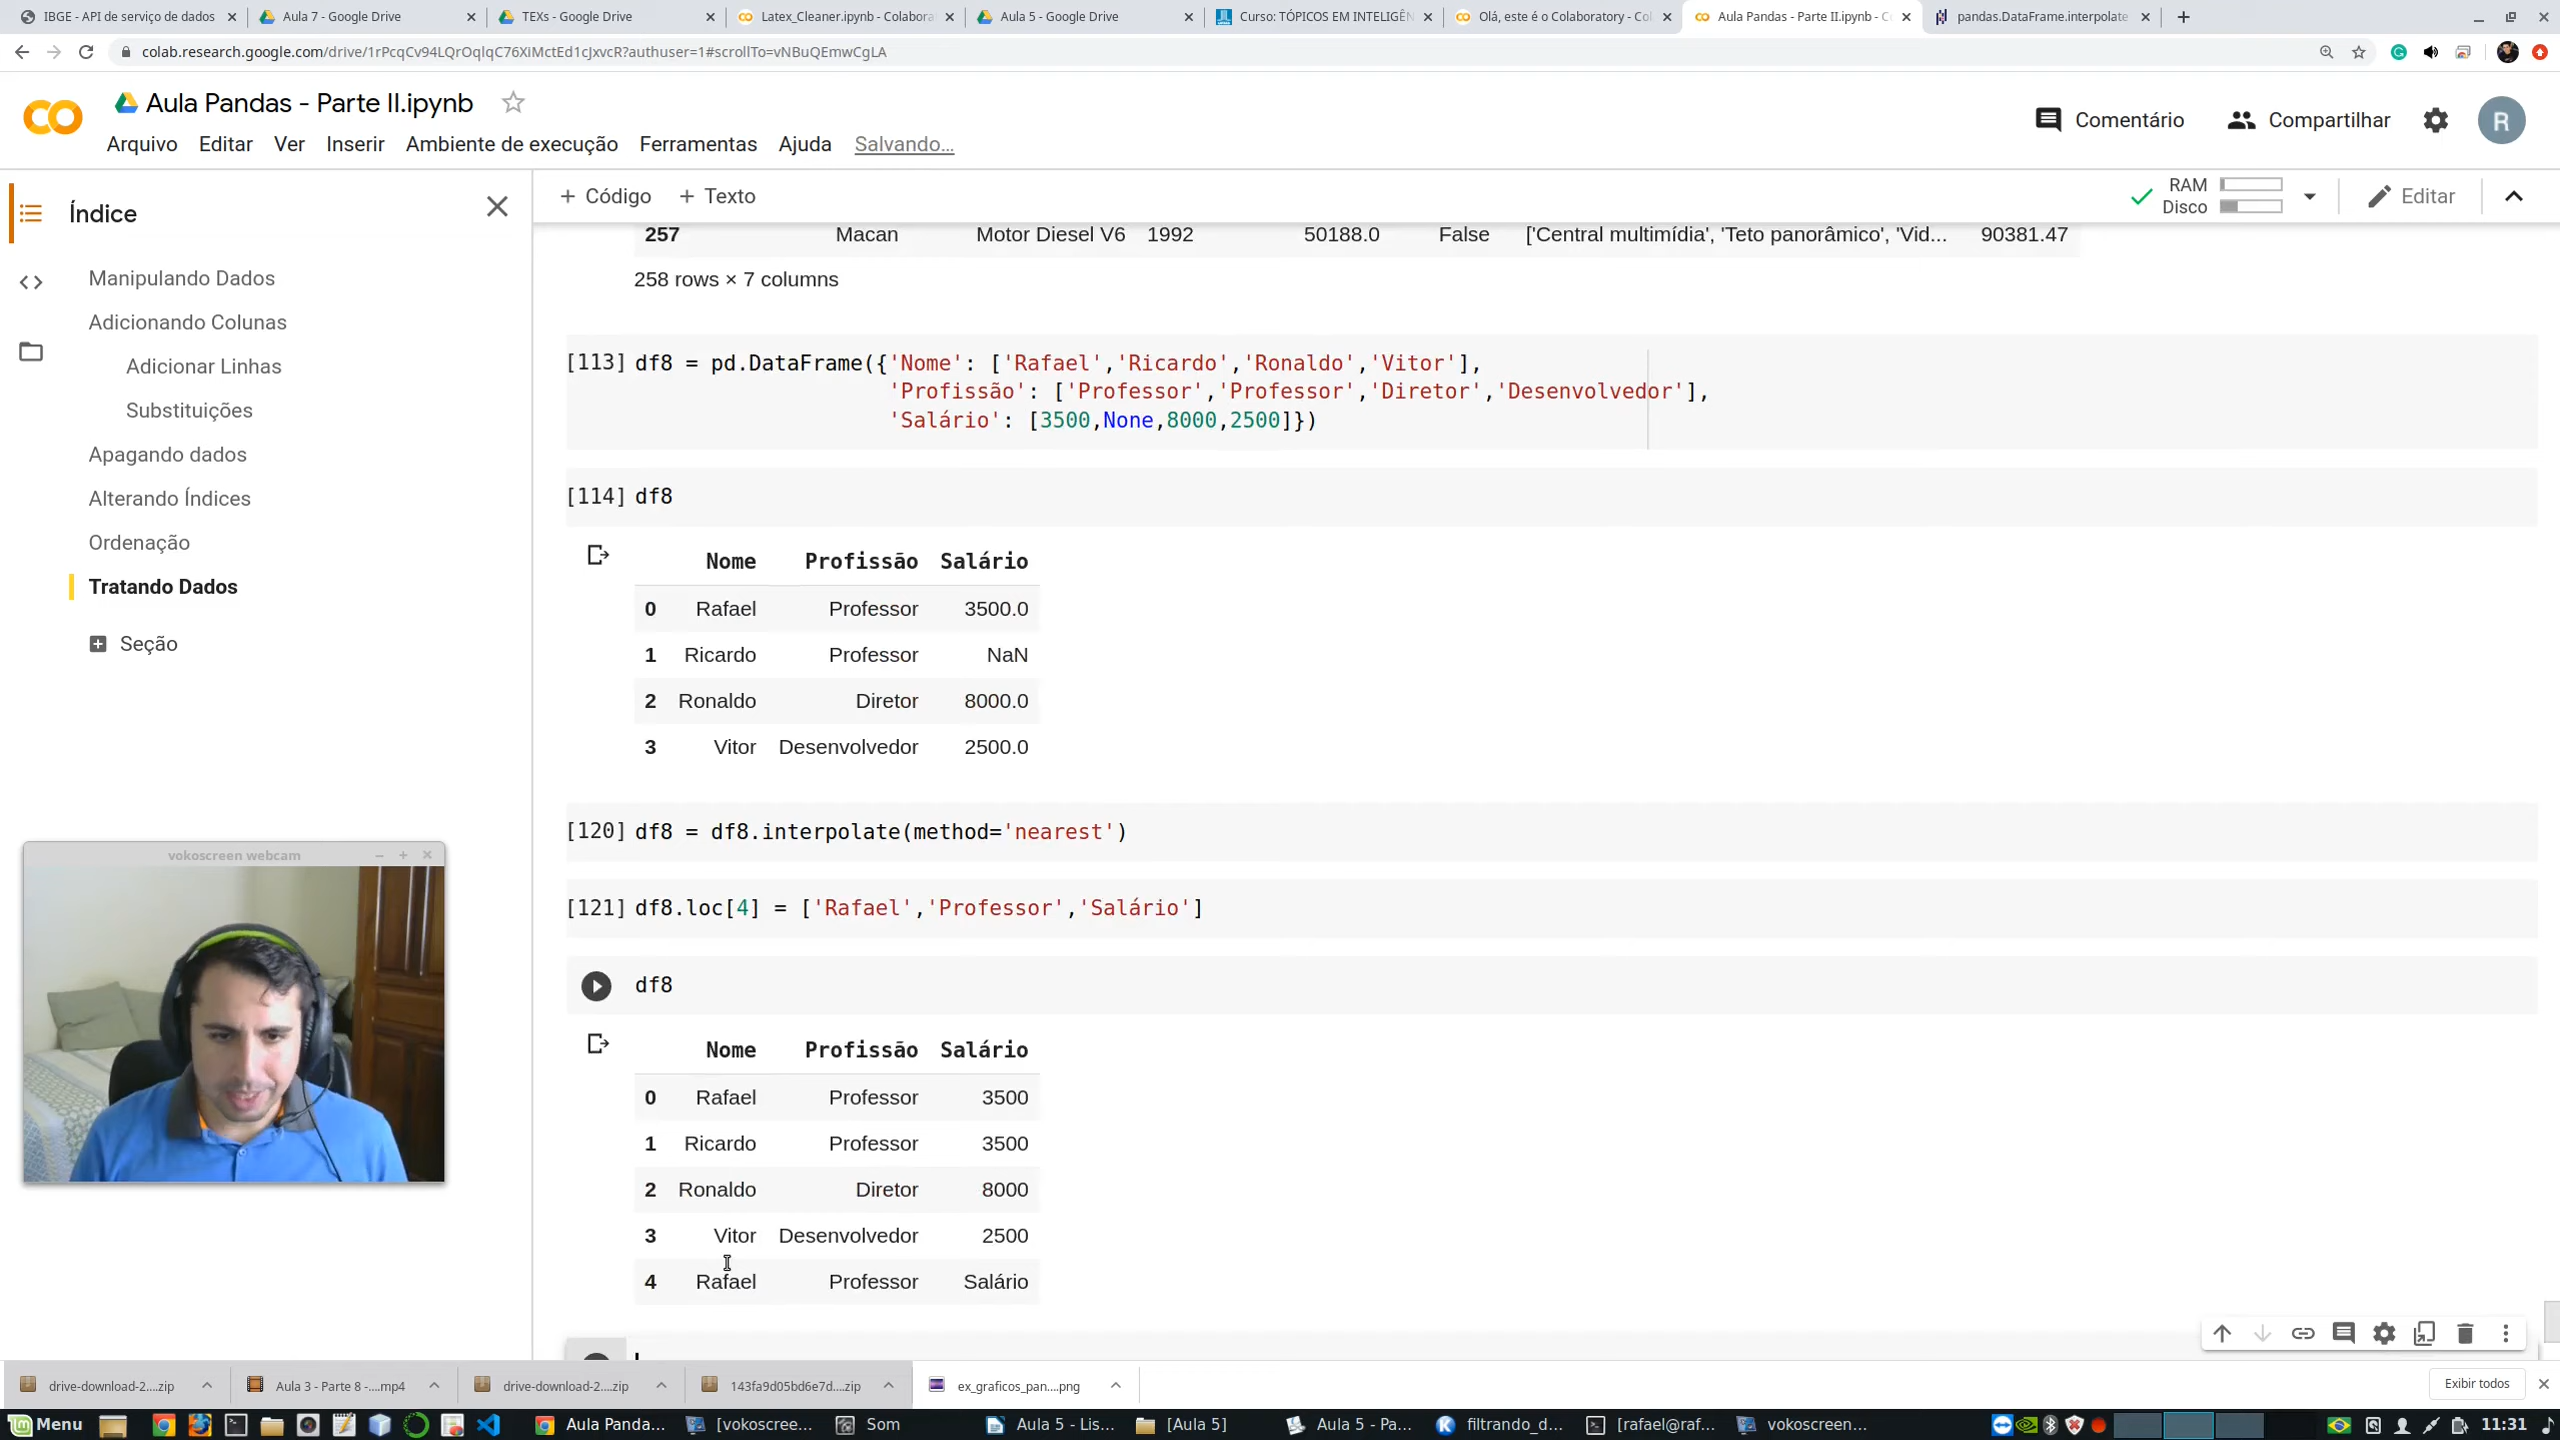 IBGE - API de serviço de dados
Aula 7 - Google Drive
TEXs - Google Drive
Latex_Cleaner.ipynb - Colabora
Aula 5 - Google Drive
Curso: TÓPICOS EM INTELIGÊN
Olá, este é o Colaboratory - Col
Aula Pandas - Parte II.ipynb - C
pandas.DataFrame.interpolate
colab.research.google.com/drive/1rPcqCv94LQrOqlqC76XiMctEd1cJxvcR?authuser=1#scrollTo=vNBuQEmwCgLA
Aula Pandas - Parte II.ipynb
Arquivo Editar Ver Inserir Ambiente de execução Ferramentas Ajuda Salvando...
Comentário Compartilhar R
Índice
Manipulando Dados
Adicionando Colunas
Adicionar Linhas
Substituições
Apagando dados
Alterando Índices
Ordenação
Tratando Dados
Seção
+ Código + Texto
RAM
Disco
Editar
257 Macan Motor Diesel V6 1992 50188.0 False ['Central multimídia', 'Teto panorâmico', 'Vid... 90381.47
258 rows × 7 columns
[113] df8 = pd.DataFrame({'Nome': ['Rafael','Ricardo','Ronaldo','Vitor'],
'Profissão': ['Professor','Professor','Diretor','Desenvolvedor'],
'Salário': [3500,None,8000,2500]})
[114] df8
Nome Profissão Salário
0 Rafael Professor 3500.0
1 Ricardo Professor NaN
2 Ronaldo Diretor 8000.0
3 Vitor Desenvolvedor 2500.0
[120] df8 = df8.interpolate(method='nearest')
[121] df8.loc[4] = ['Rafael','Professor','Salário']
df8
Nome Profissão Salário
0 Rafael Professor 3500
1 Ricardo Professor 3500
2 Ronaldo Diretor 8000
3 Vitor Desenvolvedor 2500
4 Rafael Professor Salário
vokoscreen webcam
drive-download-2....zip
Aula 3 - Parte 8 -....mp4
drive-download-2....zip
143fa9d05bd6e7d....zip
ex_graficos_pan....png
Exibir todos
Menu
Aula Panda...
[vokoscree...
Som
Aula 5 - Lis...
[Aula 5]
Aula 5 - Pa...
filtrando_d...
[rafael@raf...
vokoscreen...
11:31